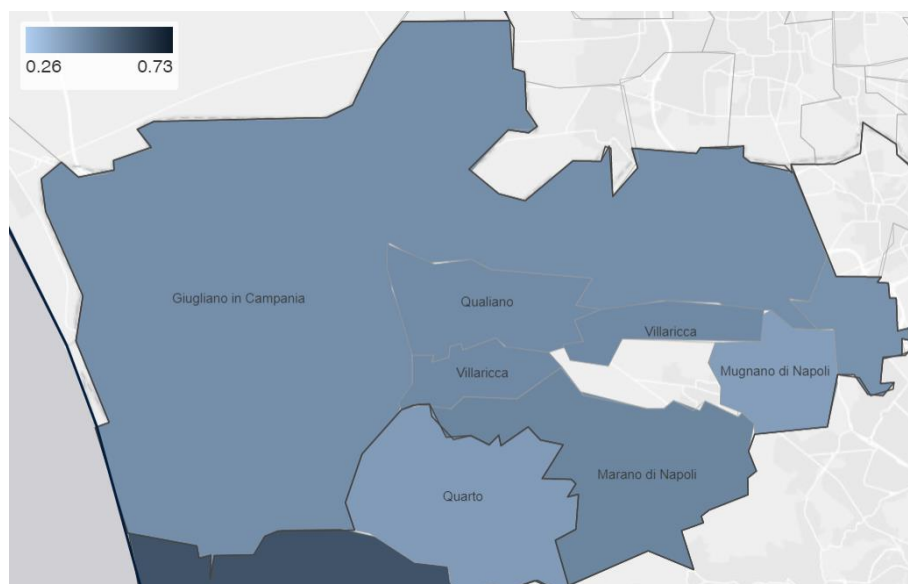 0.26 0.73
Giugliano in Campania
Qualiano
Villaricca
Villaricca
Mugnano di Napoli
Marano di Napoli
Quarto